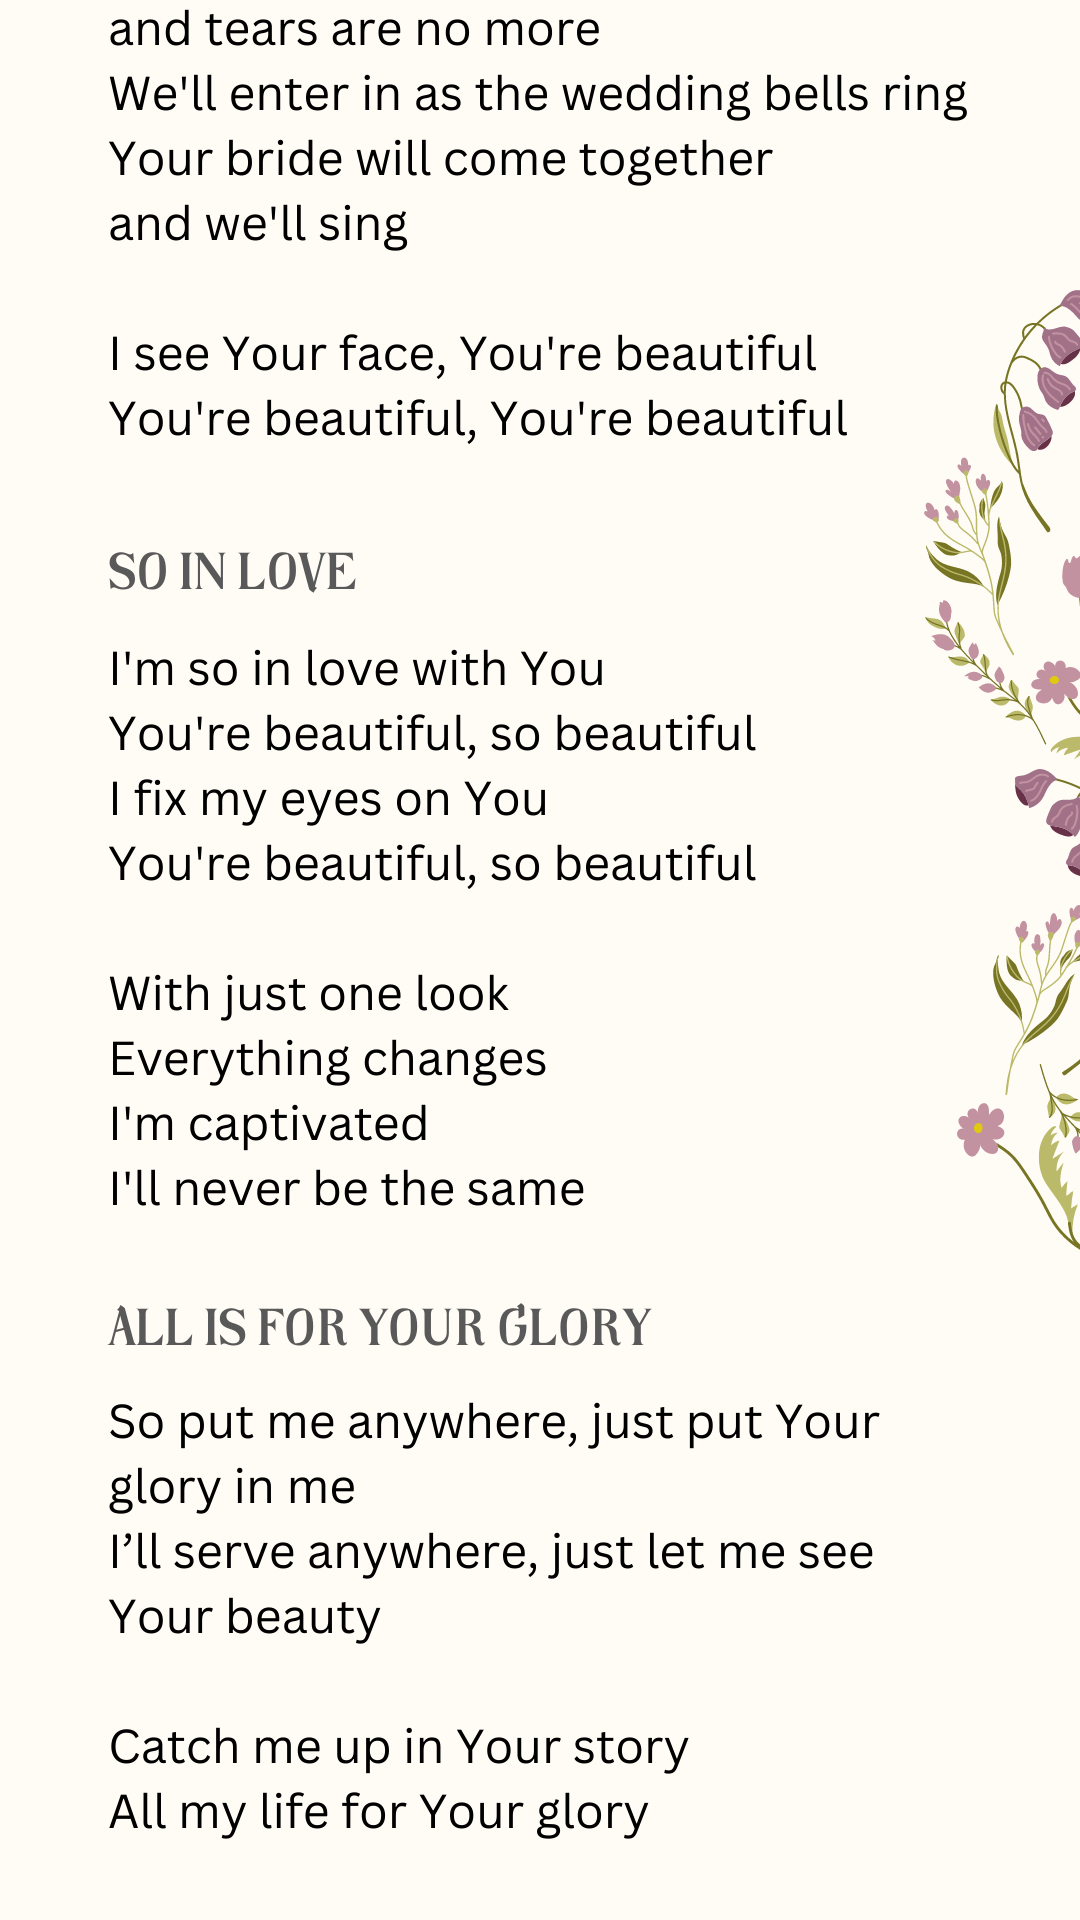 and tears are no more
We'll enter in as the wedding bells ring
Your bride will come together
and we'll sing
I see Your face, You're beautiful
You're beautiful, You're beautiful
SO IN LOVE
I'm so in love with You
You're beautiful, so beautiful
I fix my eyes on You
You're beautiful, so beautiful
With just one look
Everything changes
I'm captivated
I'll never be the same
ALL IS FOR YOUR GLORY
So put me anywhere, just put Your
glory in me
I’ll serve anywhere, just let me see
Your beauty
Catch me up in Your story
All my life for Your glory